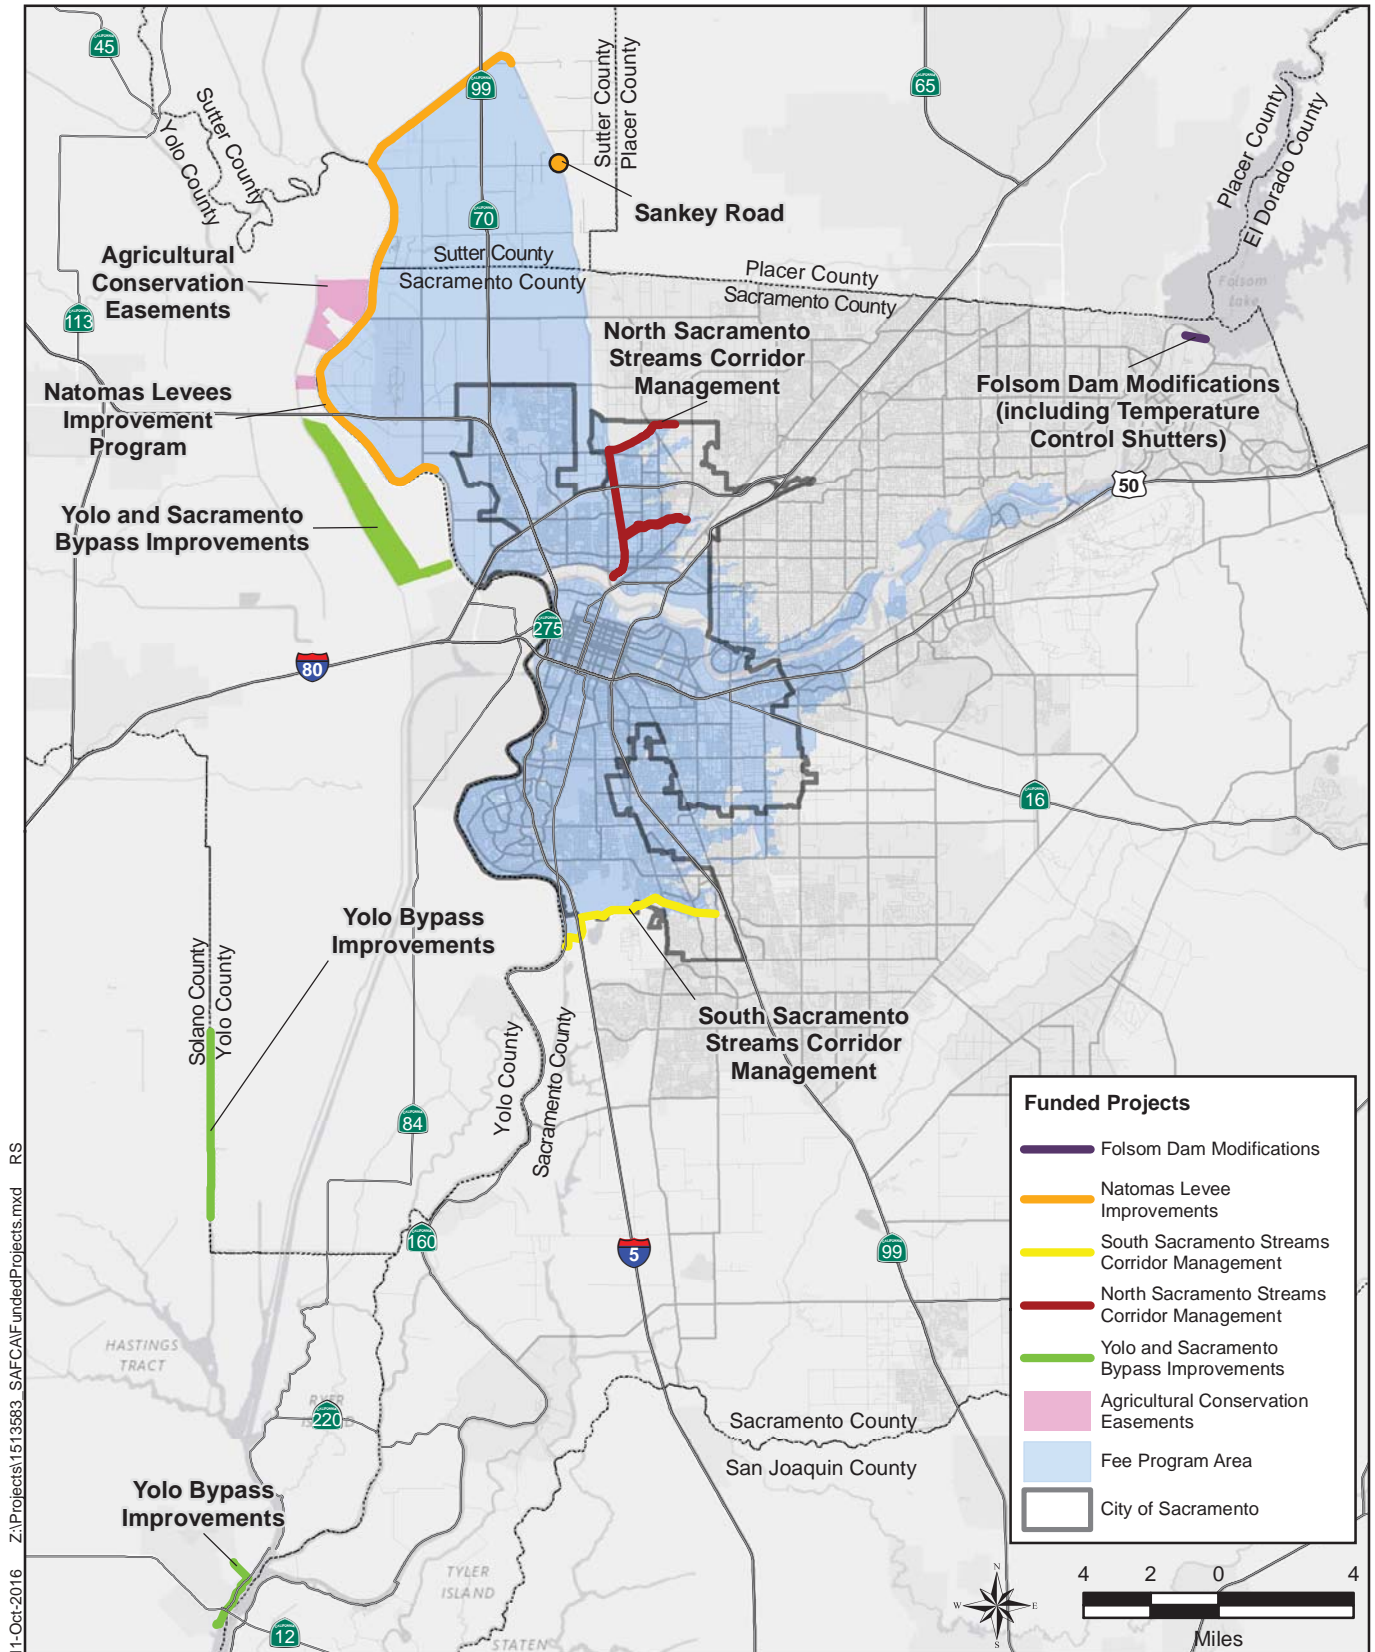 45
CALIFORNIA
99
65
Sutter County
Placer County
Sutter County
Yolo County
Placer County
El Dorado County
CALIFORNIA
70
Sankey Road
Agricultural
Conservation
Easements
Sutter County
Sacramento County
Placer County
Sacramento County
Folsom
Lake
113
North Sacramento
Streams Corridor
Management
Folsom Dam Modifications
(including Temperature
Control Shutters)
Natomas Levees
Improvement
Program
50
Yolo and Sacramento
Bypass Improvements
275
80
16
Yolo Bypass
Improvements
Solano County
Yolo County
South Sacramento
Streams Corridor
Management
Yolo County
Sacramento County
84
160
5
99
HASTINGS
TRACT
220
Sacramento County
San Joaquin County
Yolo Bypass
Improvements
TYLER
ISLAND
12
STATEN
Funded Projects
Folsom Dam Modifications
Natomas Levee
Improvements
South Sacramento Streams
Corridor Management
North Sacramento Streams
Corridor Management
Yolo and Sacramento
Bypass Improvements
Agricultural Conservation
Easements
Fee Program Area
City of Sacramento
N
W E
S
4 2 0 4
Miles
11-Oct-2016 Z:\Projects\1513583_SAFCA\FundedProjects.mxd RS